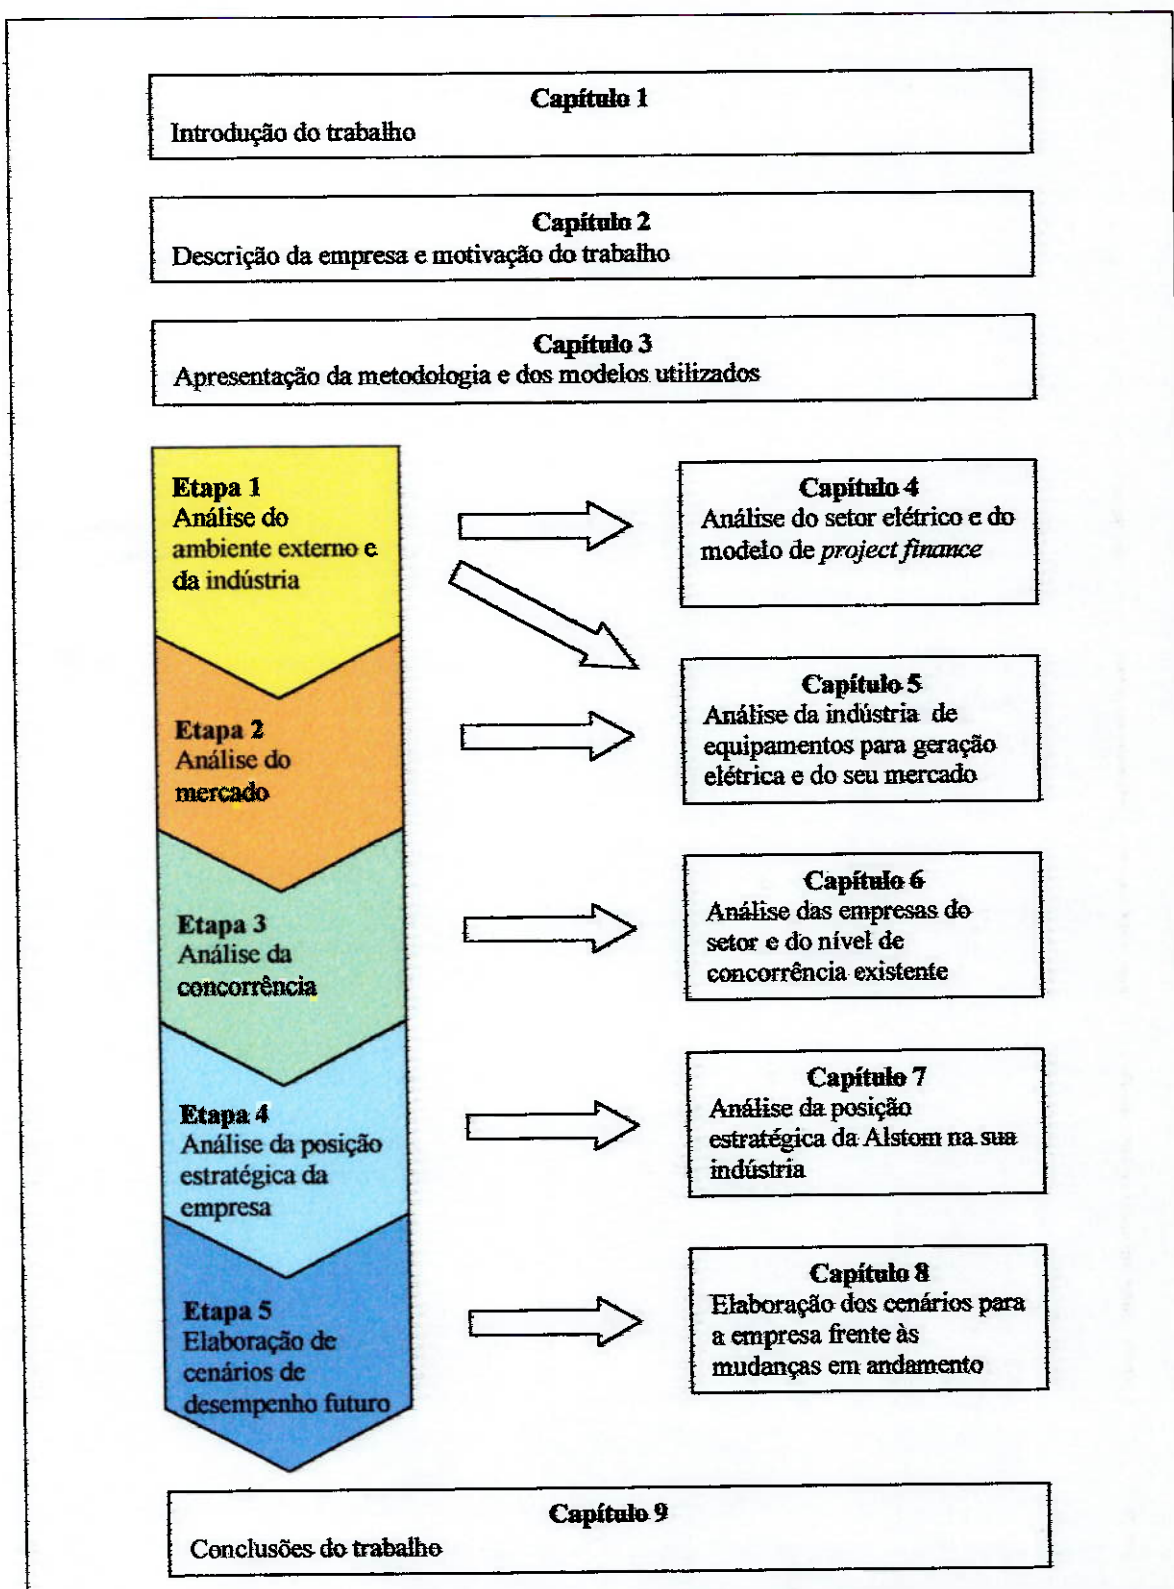 Capítulo 1
Introdução do trabalho
Capítulo 2
Descrição da empresa e motivação do trabalho
Capítulo 3
Apresentação da metodologia e dos modelos utilizados
Etapa 1
Análise do
ambiente externo e
da indústria
Capítulo 4
Análise do setor elétrico e do
modelo de project finance
Etapa 2
Análise do
mercado
Capítulo 5
Análise da indústria de
equipamentos para geração
elétrica e do seu mercado
Etapa 3
Análise da
concorrência
Capítulo 6
Análise das empresas do
setor e do nível de
concorrência existente
Etapa 4
Análise da posição
estratégica da
empresa
Capítulo 7
Análise da posição
estratégica da Alstom na sua
indústria
Etapa 5
Elaboração de
cenários de
desempenho futuro
Capítulo 8
Elaboração dos cenários para
a empresa frente às
mudanças em andamento
Capítulo 9
Conclusões do trabalho